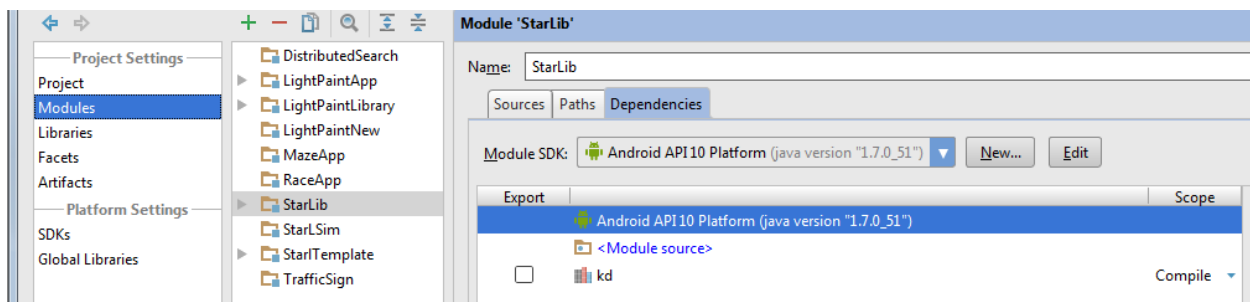 Project Settings
Project
Modules
Libraries
Facets
Artifacts
Platform Settings
SDKs
Global Libraries
DistributedSearch
LightPaintApp
LightPaintLibrary
LightPaintNew
MazeApp
RaceApp
StarLib
StarLSim
StarlTemplate
TrafficSign
Module 'StarLib'
Name: StarLib
Sources Paths Dependencies
Module SDK: Android API 10 Platform (java version "1.7.0_51") New... Edit
Export Scope
Android API 10 Platform (java version "1.7.0_51")
<Module source>
kd Compile